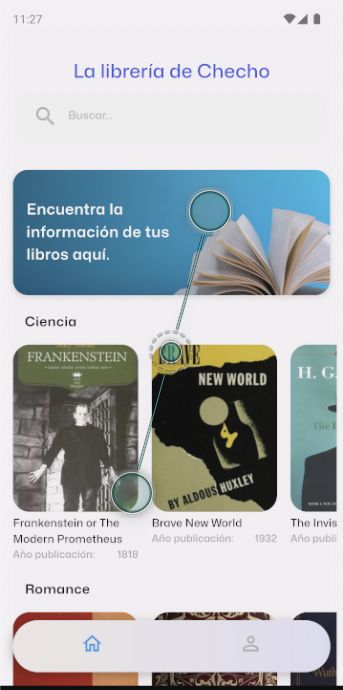 11:27
La librería de Checho
Buscar...
Encuentra la
información de tus
libros aquí.
Ciencia
FRANKENSTEIN
NEW WORLD
BY ALDOUS HUXLEY
H. G.
Frankenstein or The
Modern Prometheus
Año publicación: 1818
Brave New World
Año publicación: 1932
The Invis
Año publi
Romance